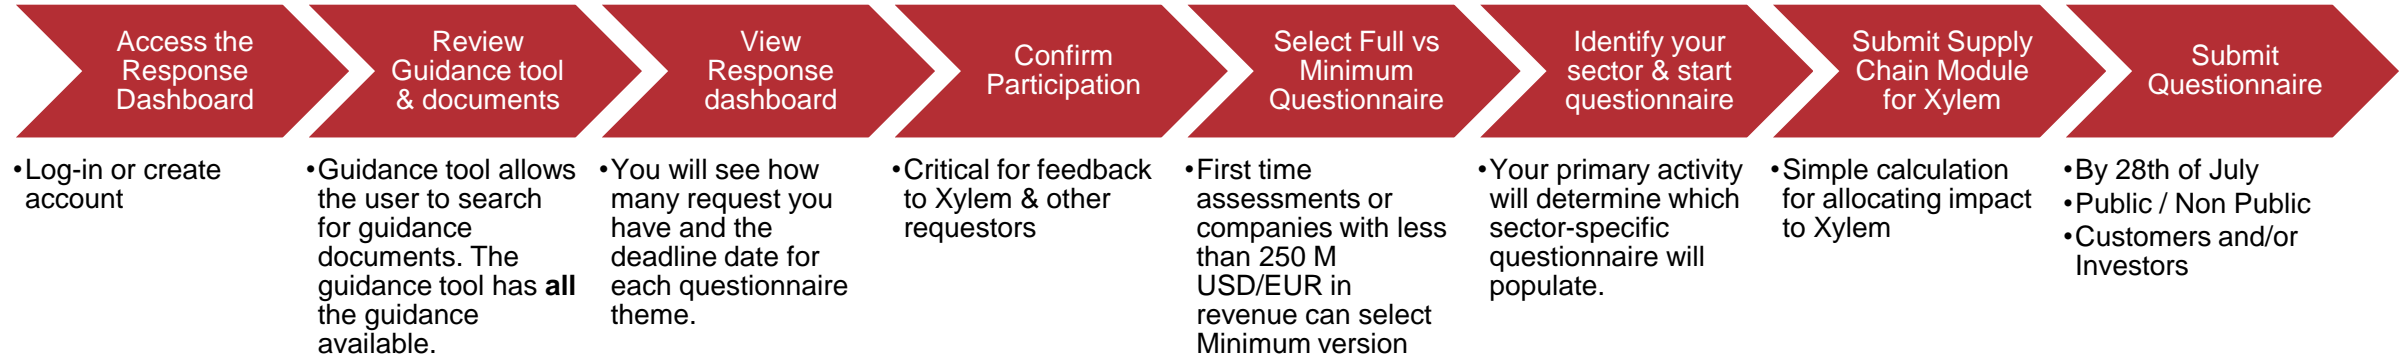 Access the
Response
Dashboard
•Log-in or create
account
Review
Guidance tool
& documents
•Guidance tool allows
the user to search
for guidance
documents. The
guidance tool has all
the guidance
available.
View
Response
dashboard
•You will see how
many request you
have and the
deadline date for
each questionnaire
theme.
Confirm
Participation
•Critical for feedback
to Xylem & other
requestors
Select Full vs
Minimum
Questionnaire
•First time
assessments or
companies with less
than 250 M
USD/EUR in
revenue can select
Minimum version
Identify your
sector & start
questionnaire
•Your primary activity
will determine which
sector-specific
questionnaire will
populate.
Submit Supply
Chain Module
for Xylem
•Simple calculation
for allocating impact
to Xylem
Submit
Questionnaire
•By 28th of July
•Public / Non Public
•Customers and/or
Investors